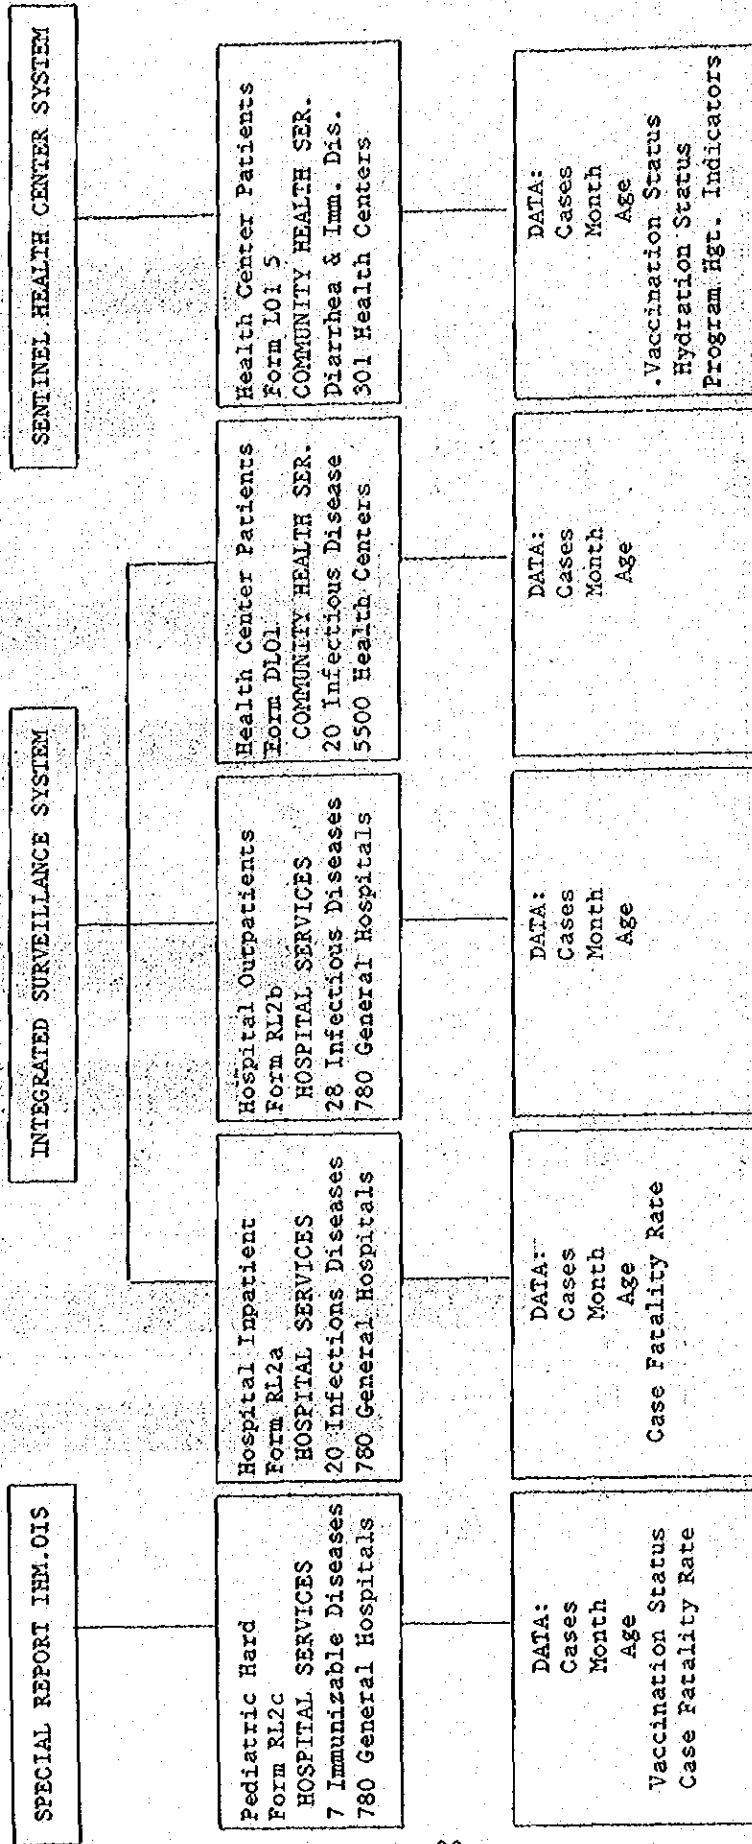 SPECIAL REPORT IHM.OIS
INTEGRATED SURVEILLANCE SYSTEM
SENTINEL HEALTH CENTER SYSTEM
Pediatric Hard
Form RL2c
HOSPITAL SERVICES
7 Immunizable Diseases
780 General Hospitals
Hospital Inpatient
Form RL2a
HOSPITAL SERVICES
20 Infections Diseases
780 General Hospitals
Hospital Outpatients
Form RL2b
HOSPITAL SERVICES
28 Infectious Diseases
780 General Hospitals
Health Center Patients
Form DL01
COMMUNITY HEALTH SER.
20 Infectious Disease
5500 Health Centers
Health Center Patients
Form L01 5
COMMUNITY HEALTH SER.
Diarrhea & Imm. Dis.
301 Health Centers
DATA:
Cases
Month
Age
Vaccination Status
Case Fatality Rate
DATA:
Cases
Month
Age
Case Fatality Rate
DATA:
Cases
Month
Age
DATA:
Cases
Month
Age
DATA:
Cases
Month
Age
.Vaccination Status
Hydration Status
Program Hgt. Indicators